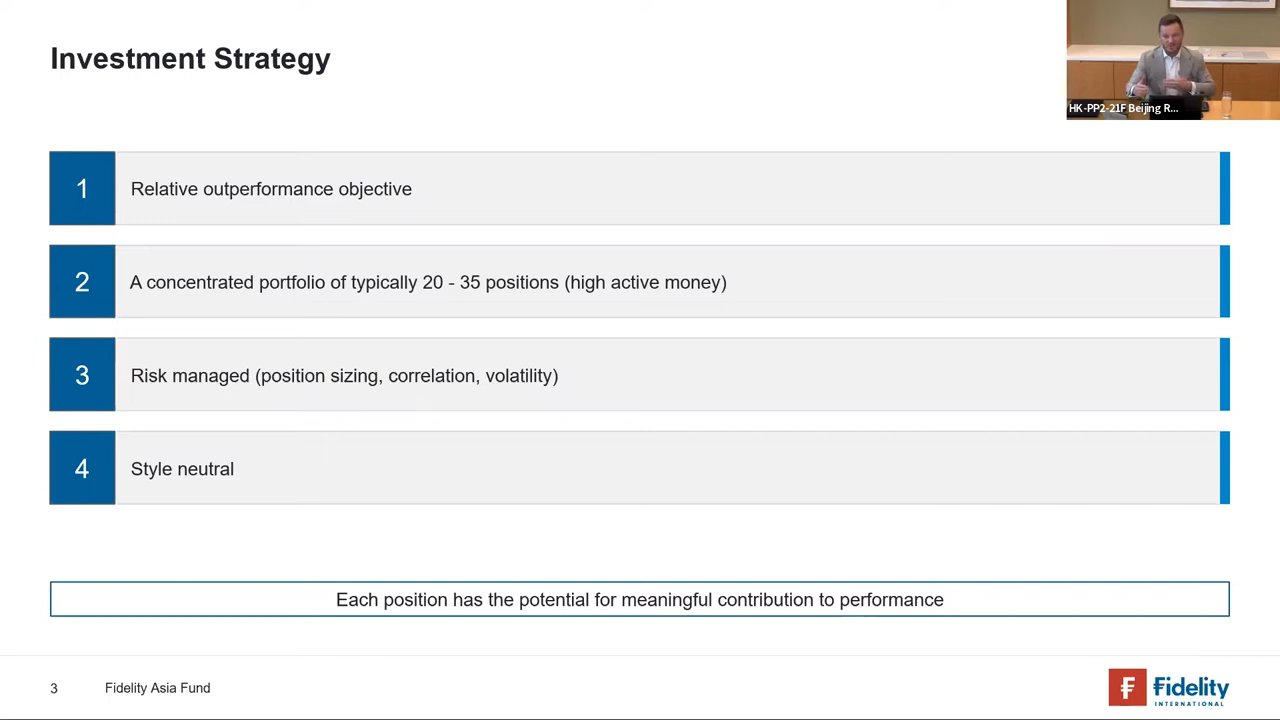 Investment Strategy
HK-PP2-21F Beijing R...
1
Relative outperformance objective
2
A concentrated portfolio of typically 20 - 35 positions (high active money)
3
Risk managed (position sizing, correlation, volatility)
4
Style neutral
Each position has the potential for meaningful contribution to performance
3
Fidelity Asia Fund
Fidelity
INTERNATIONAL